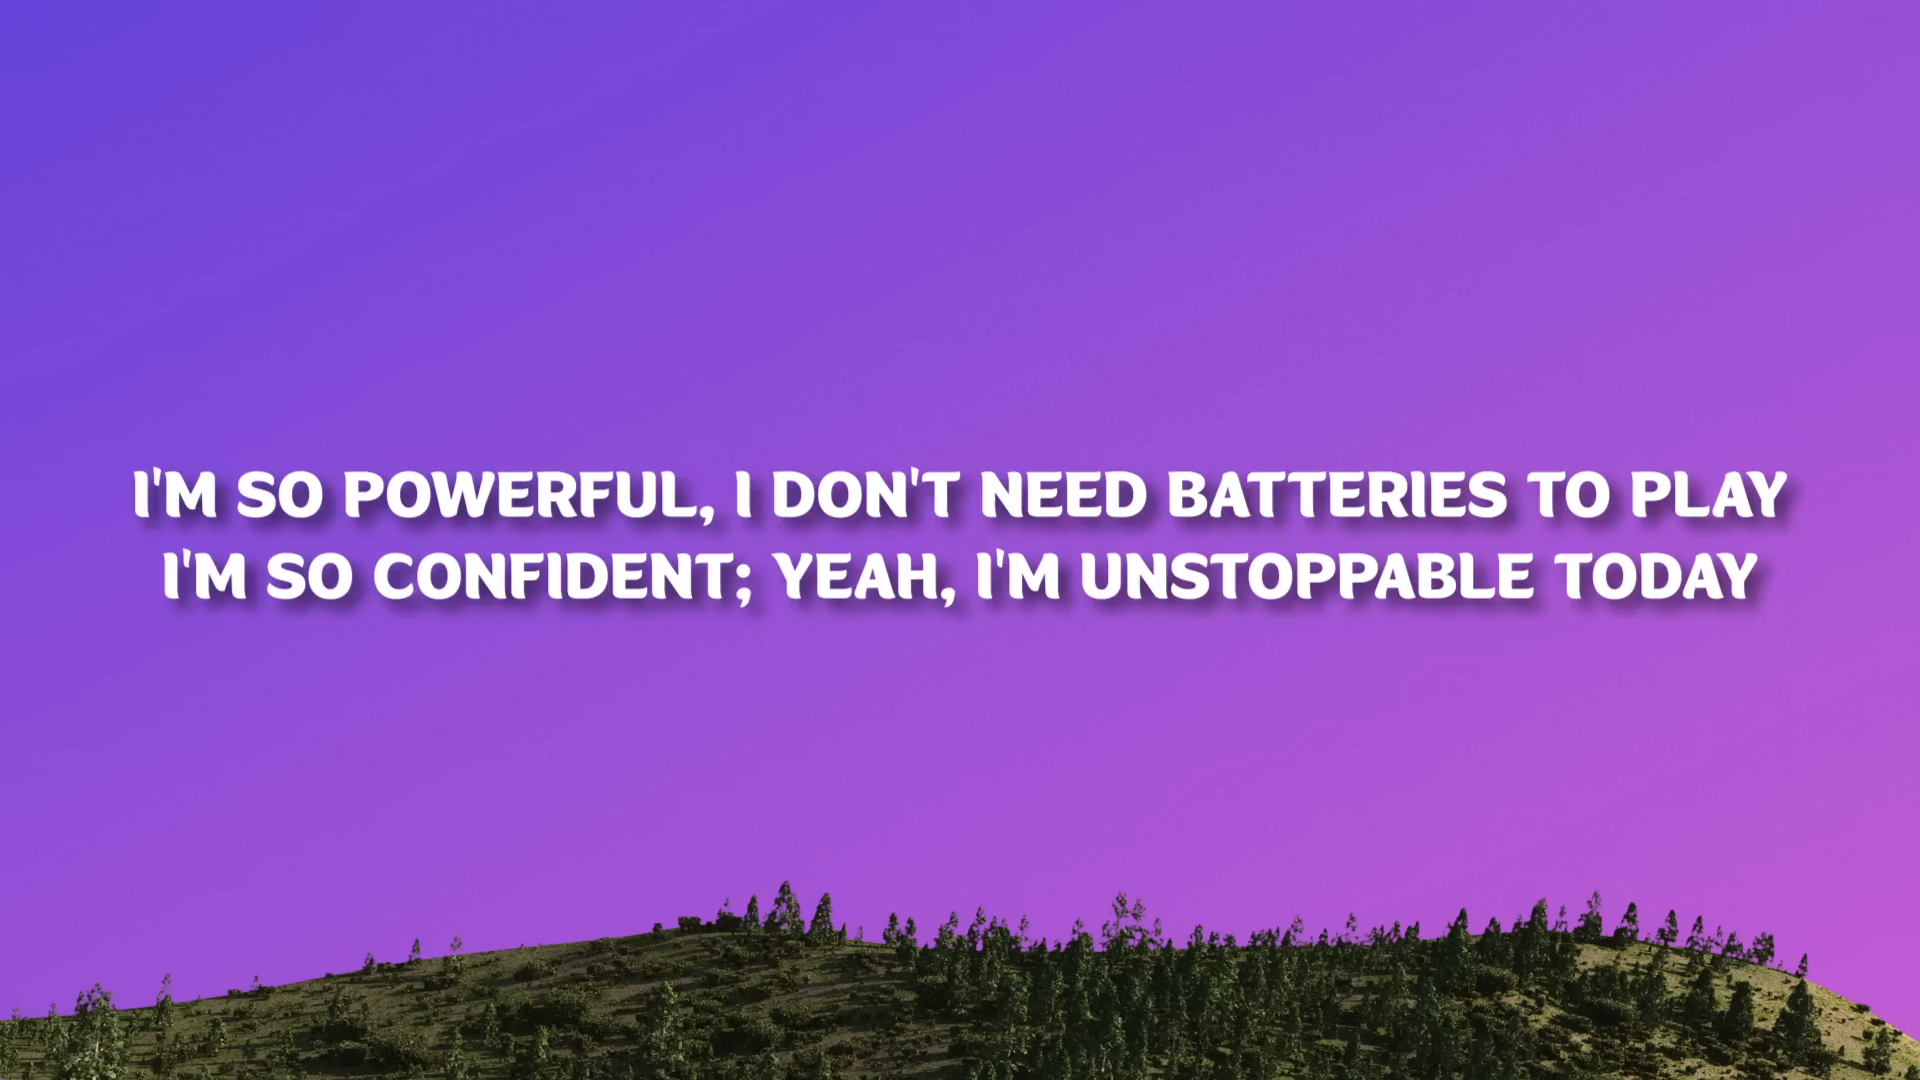 I'M SO POWERFUL, I DON'T NEED BATTERIES TO PLAY
I'M SO CONFIDENT; YEAH, I'M UNSTOPPABLE TODAY